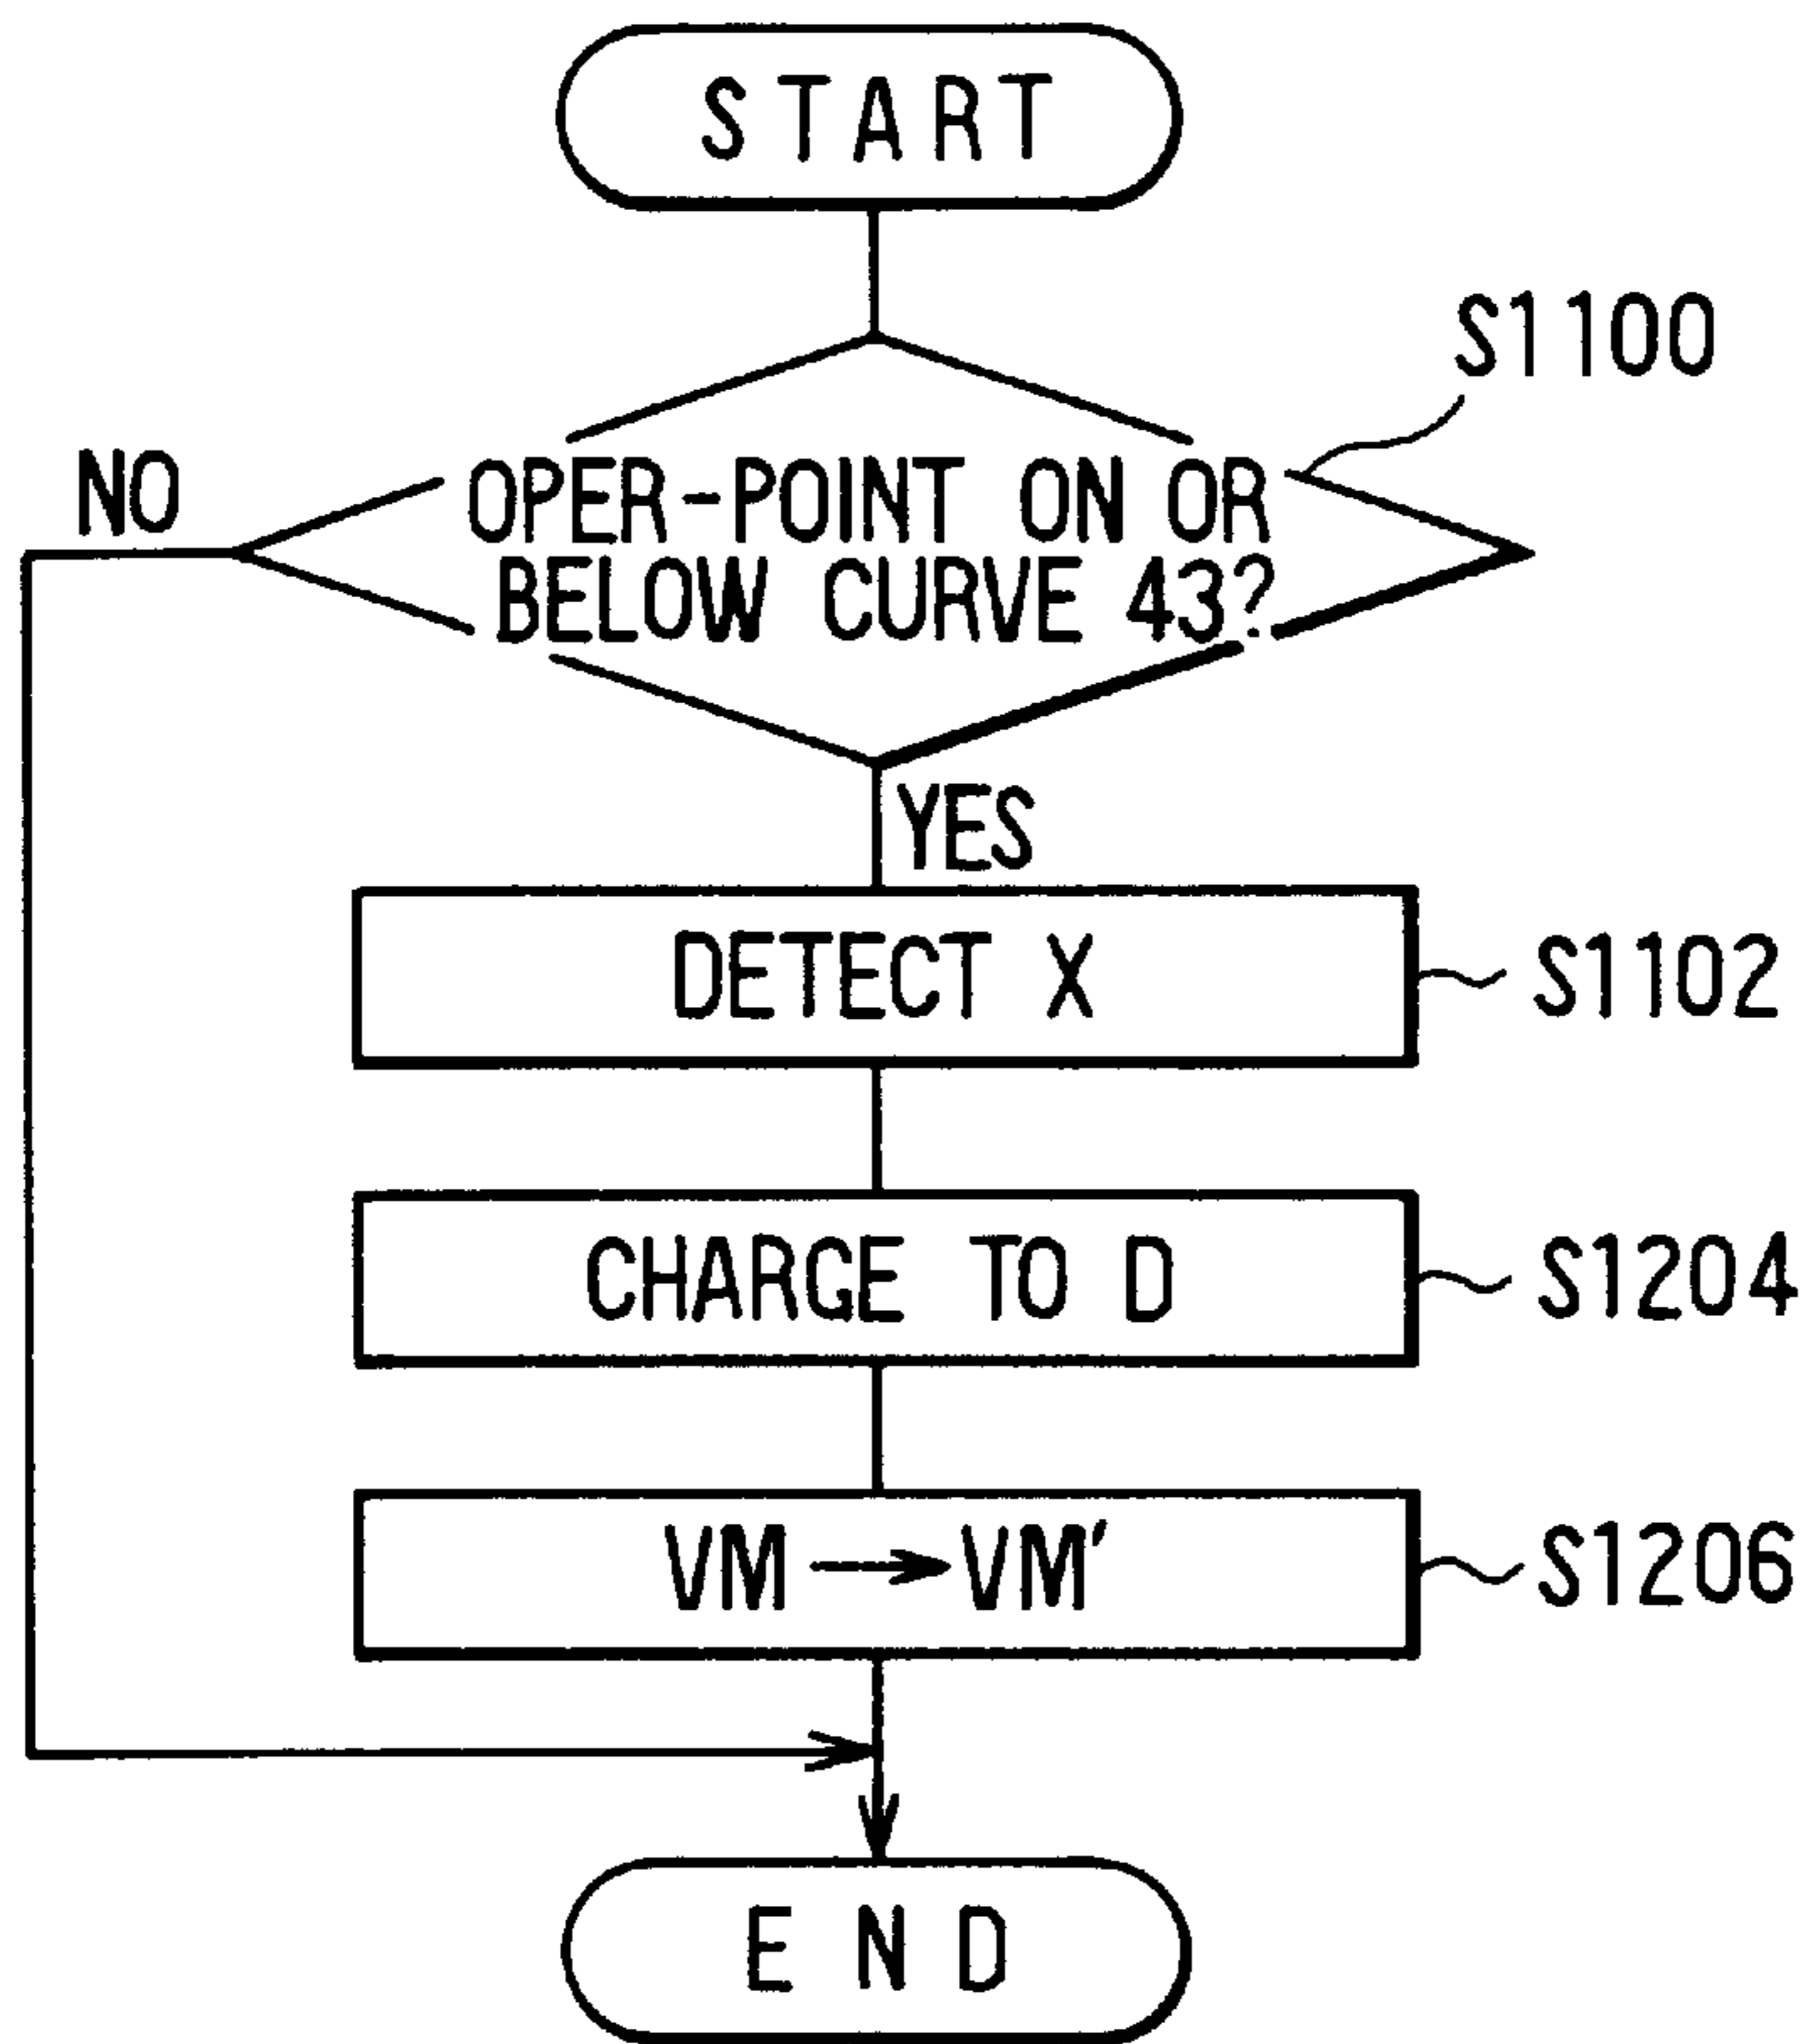 START
S1100
NO
OPER-POINT ON OR
BELOW CURVE 43?
YES
DETECT X
S1102
CHARGE TO D
S1204
VM → VM'
S1206
END